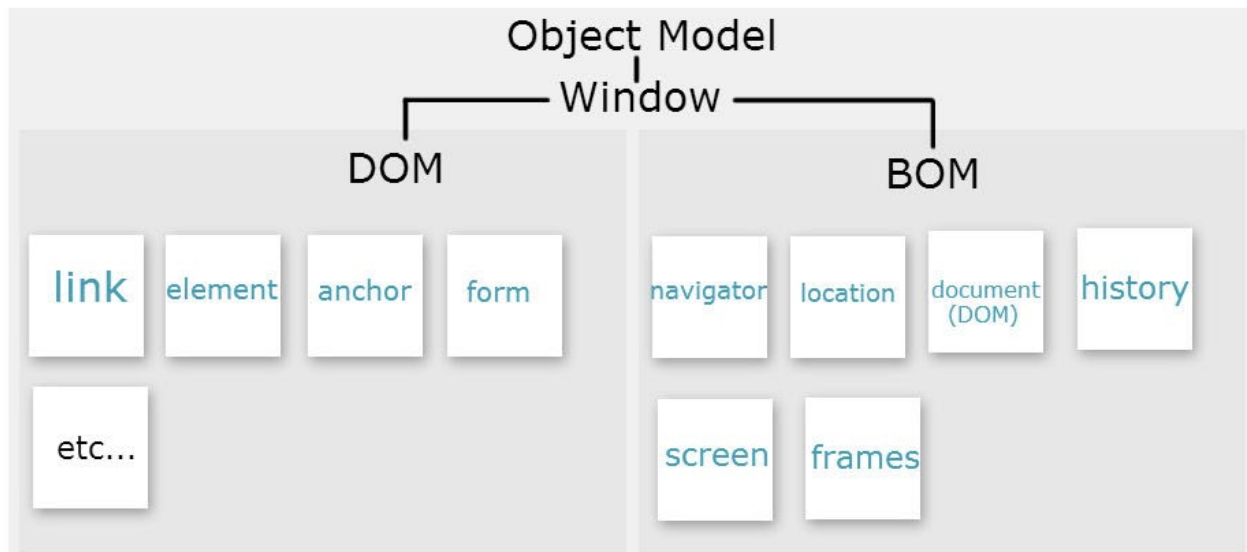 Object Model
Window
DOM
BOM
link
element
anchor
form
etc...
navigator
location
document
(DOM)
history
screen
frames